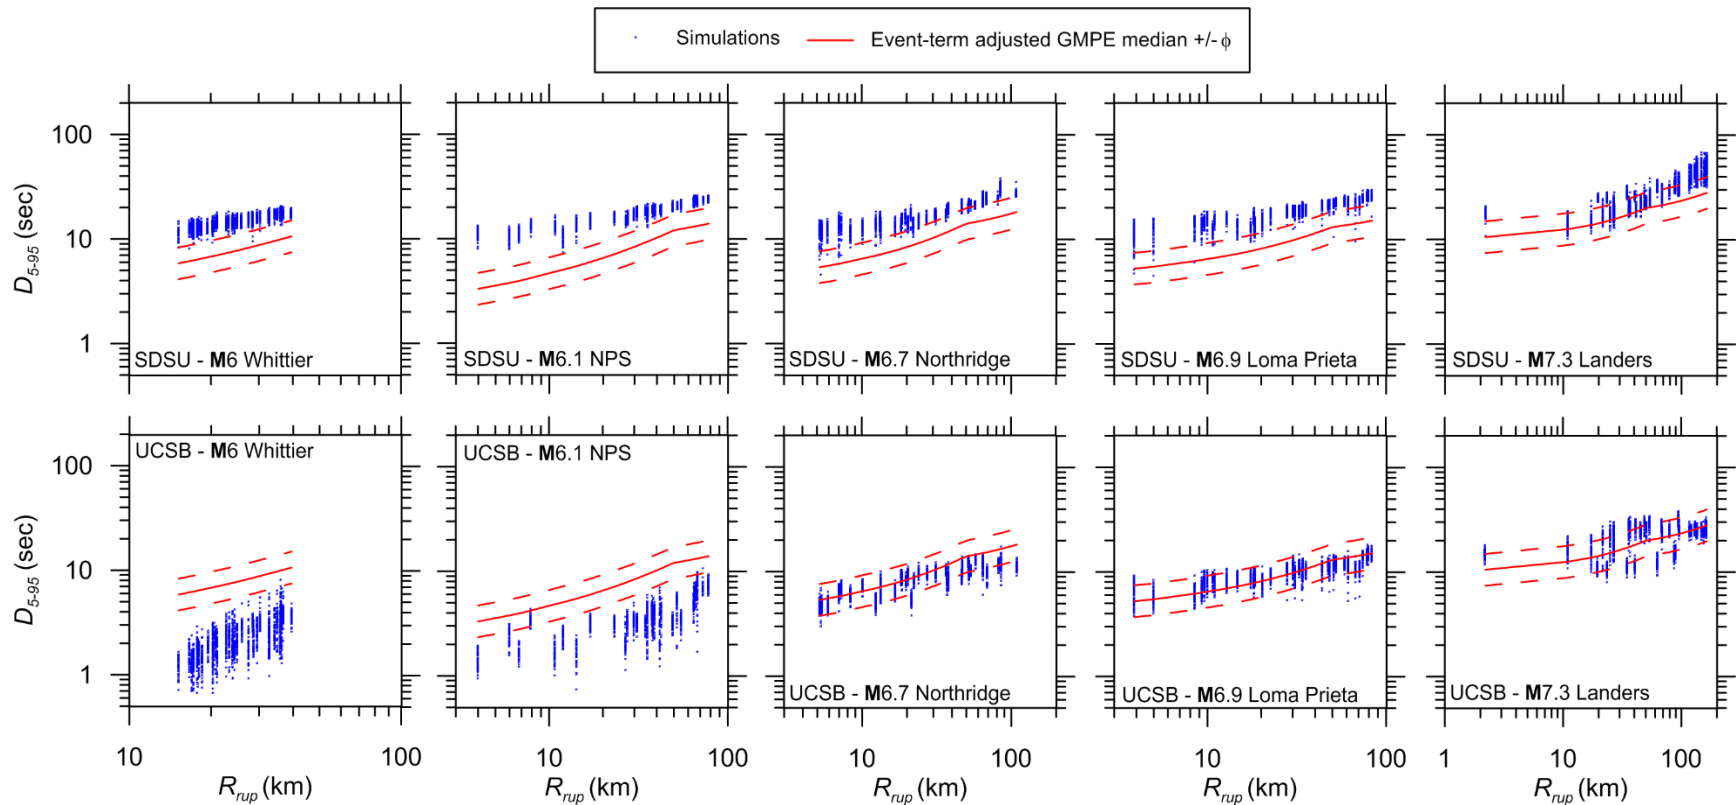 Simulations Event-term adjusted GMPE median +/-ϕ
D5-95 (sec)
100
10
1
SDSU - M6 Whittier
SDSU - M6.1 NPS
SDSU - M6.7 Northridge
SDSU - M6.9 Loma Prieta
SDSU - M7.3 Landers
D5-95 (sec)
100
10
1
UCSB - M6 Whittier
UCSB - M6.1 NPS
UCSB - M6.7 Northridge
UCSB - M6.9 Loma Prieta
UCSB - M7.3 Landers
10 100 10 100 10 100 10 100 1 10 100
Rrup (km) Rrup (km) Rrup (km) Rrup (km) Rrup (km)